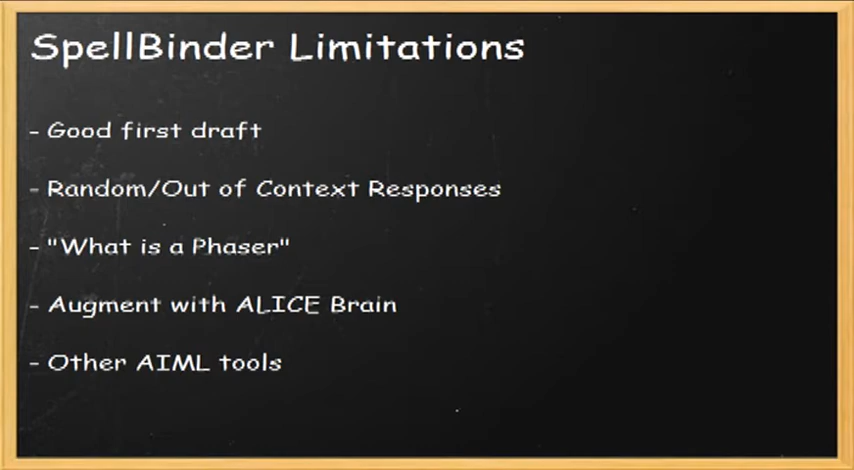 SpellBinder Limitations
- Good first draft
- Random/Out of Context Responses
- "What is a Phaser"
- Augment with ALICE Brain
- Other AIML tools